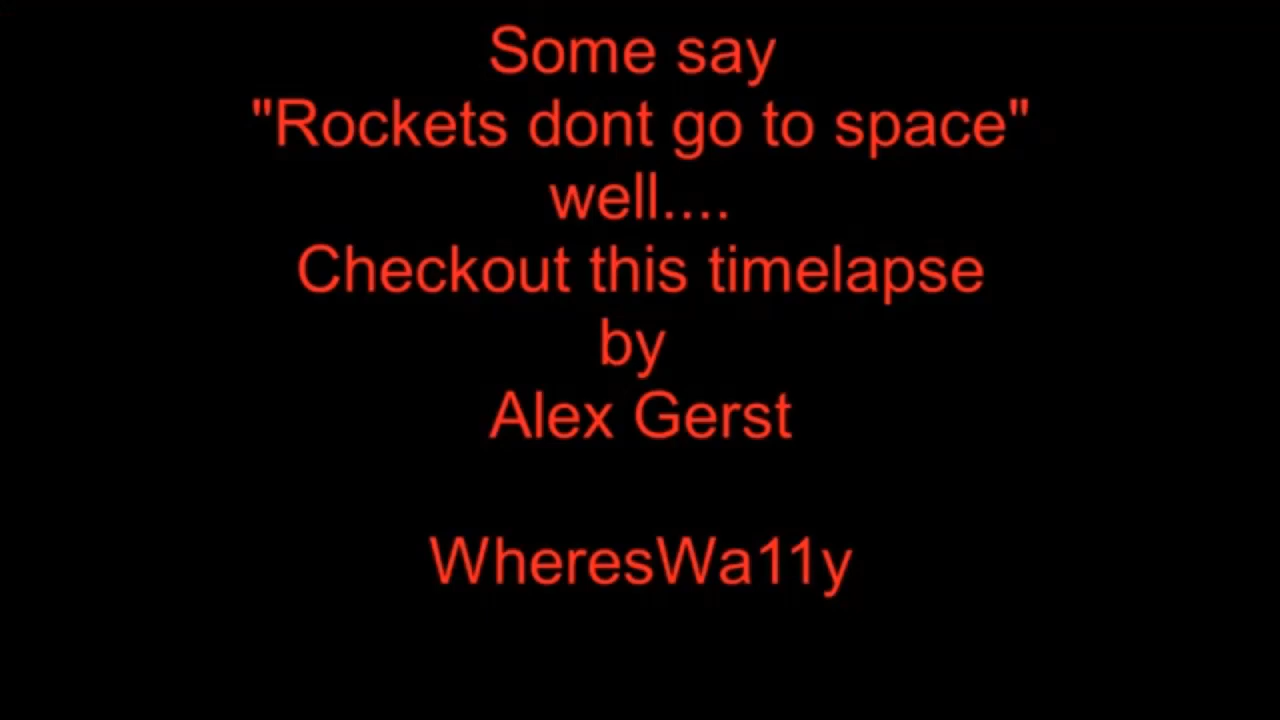 Some say
"Rockets dont go to space"
well....
Checkout this timelapse
by
Alex Gerst
WheresWa11y